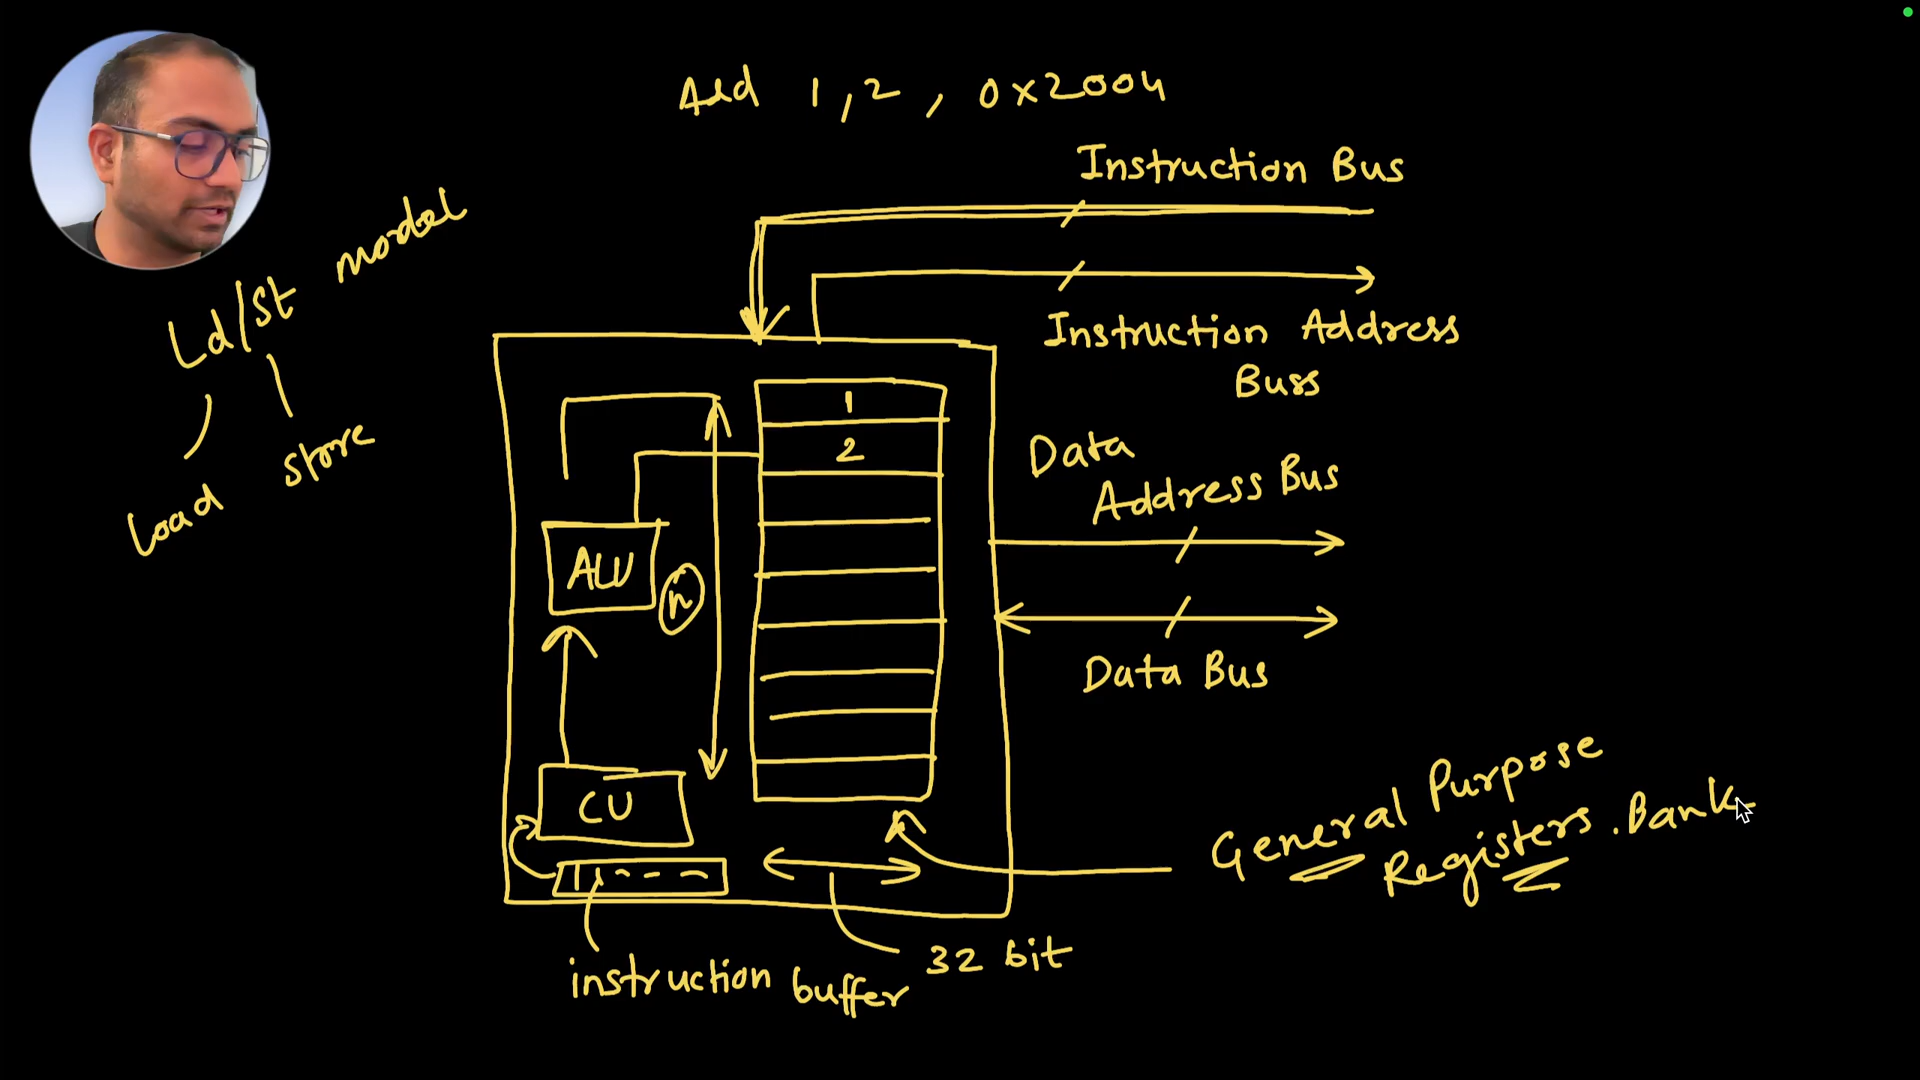 Add 1, 2, 0x2004
Instruction Bus
Ld/St model
Load
store
Instruction Address
Buss
Data
Address Bus
Data Bus
1
2
ALU
n
CU
General Purpose
Registers. Bank
32 bit
instruction buffer